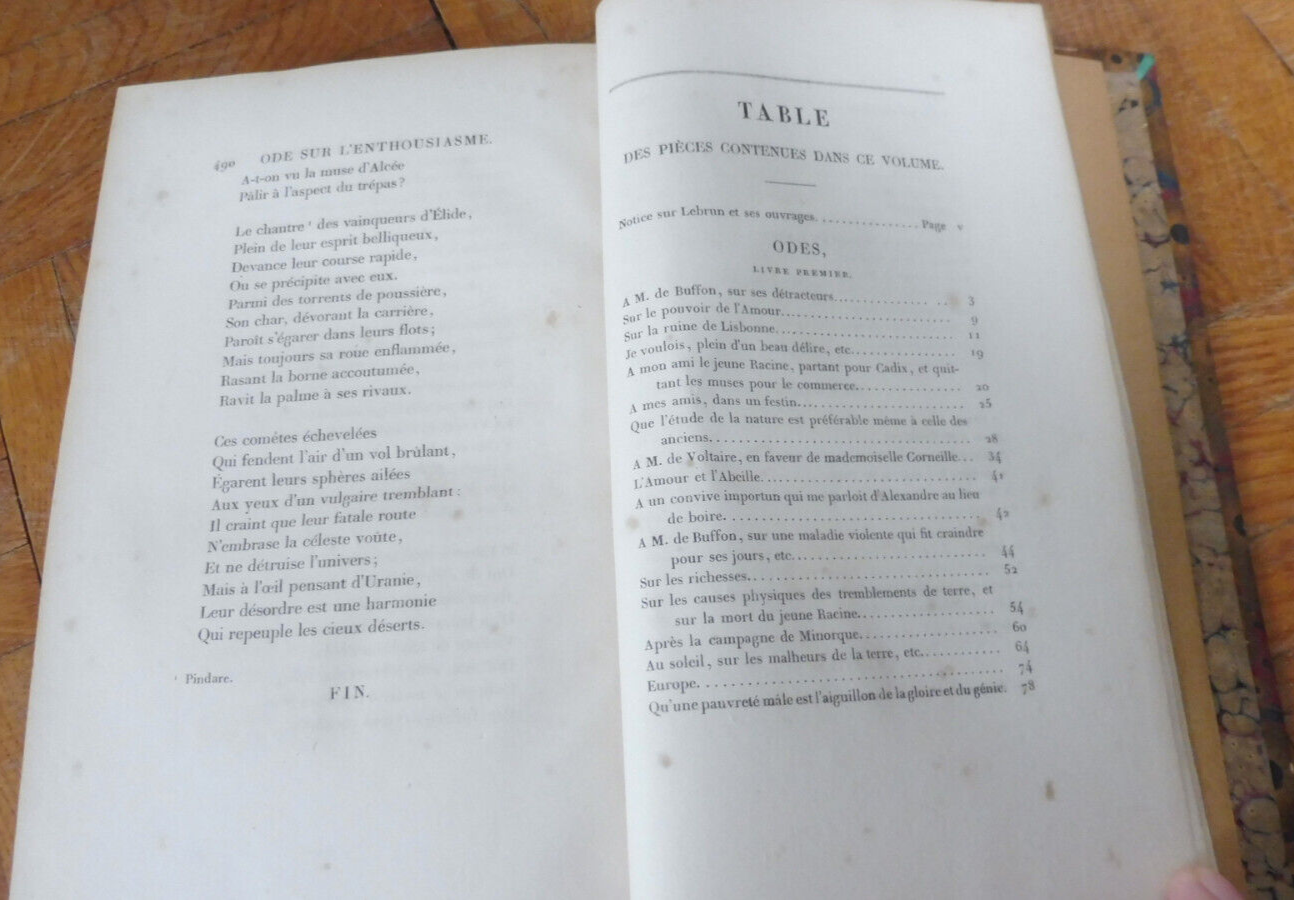 490 ODE SUR L'ENTHOUSIASME.
A-t-on vu la muse d'Alcée
Pâlir à l'aspect du trépas?
Le chantre ¹ des vainqueurs d'Élide,
Plein de leur esprit belliqueux,
Devance leur course rapide,
Ou se précipite avec eux.
Parmi des torrents de poussière,
Son char, dévorant la carrière,
Paroît s'égarer dans leurs flots;
Mais toujours sa roue enflammée,
Rasant la borne accoutumée,
Ravit la palme à ses rivaux.
Ces comètes échevelées
Qui fendent l'air d'un vol brûlant,
Égarent leurs sphères ailées
Aux yeux d'un vulgaire tremblant:
Il craint que leur fatale route
N'embrase la céleste voûte,
Et ne détruise l'univers;
Mais à l'œil pensant d'Uranie,
Leur désordre est une harmonie
Qui repeuple les cieux déserts.
¹ Pindare.
FIN.
TABLE
DES PIÈCES CONTENUES DANS CE VOLUME.
Notice sur Lebrun et ses ouvrages................ Page v
ODES,
LIVRE PREMIER.
A M. de Buffon, sur ses détracteurs................ 3
Sur le pouvoir de l'Amour........................ 9
Sur la ruine de Lisbonne......................... 11
Je voulois, plein d'un beau délire, etc............... 19
A mon ami le jeune Racine, partant pour Cadix, et quit-
tant les muses pour le commerce................ 20
A mes amis, dans un festin........................ 25
Que l'étude de la nature est préférable même à celle des
anciens.................................... 28
A M. de Voltaire, en faveur de mademoiselle Corneille... 34
L'Amour et l'Abeille............................. 41
A un convive importun qui me parloit d'Alexandre au lieu
de boire.................................... 42
A M. de Buffon, sur une maladie violente qui fit craindre
pour ses jours, etc........................... 44
Sur les richesses................................. 52
Sur les causes physiques des tremblements de terre, et
sur la mort du jeune Racine.................... 54
Après la campagne de Minorque.................... 60
Au soleil, sur les malheurs de la terre, etc............ 64
Europe........................................ 74
Qu'une pauvreté mâle est l'aiguillon de la gloire et du génie. 78